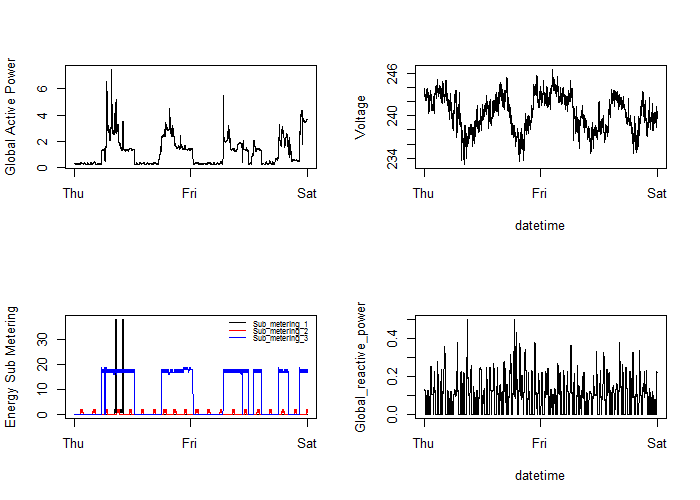 Global Active Power
6
4
2
0
Thu
Fri
Sat
Voltage
246
240
234
Thu
Fri
Sat
datetime
Energy Sub Metering
30
20
10
0
Sub_metering_1
Sub_metering_2
Sub_metering_3
Thu
Fri
Sat
Global_reactive_power
0.4
0.2
0.0
Thu
Fri
Sat
datetime